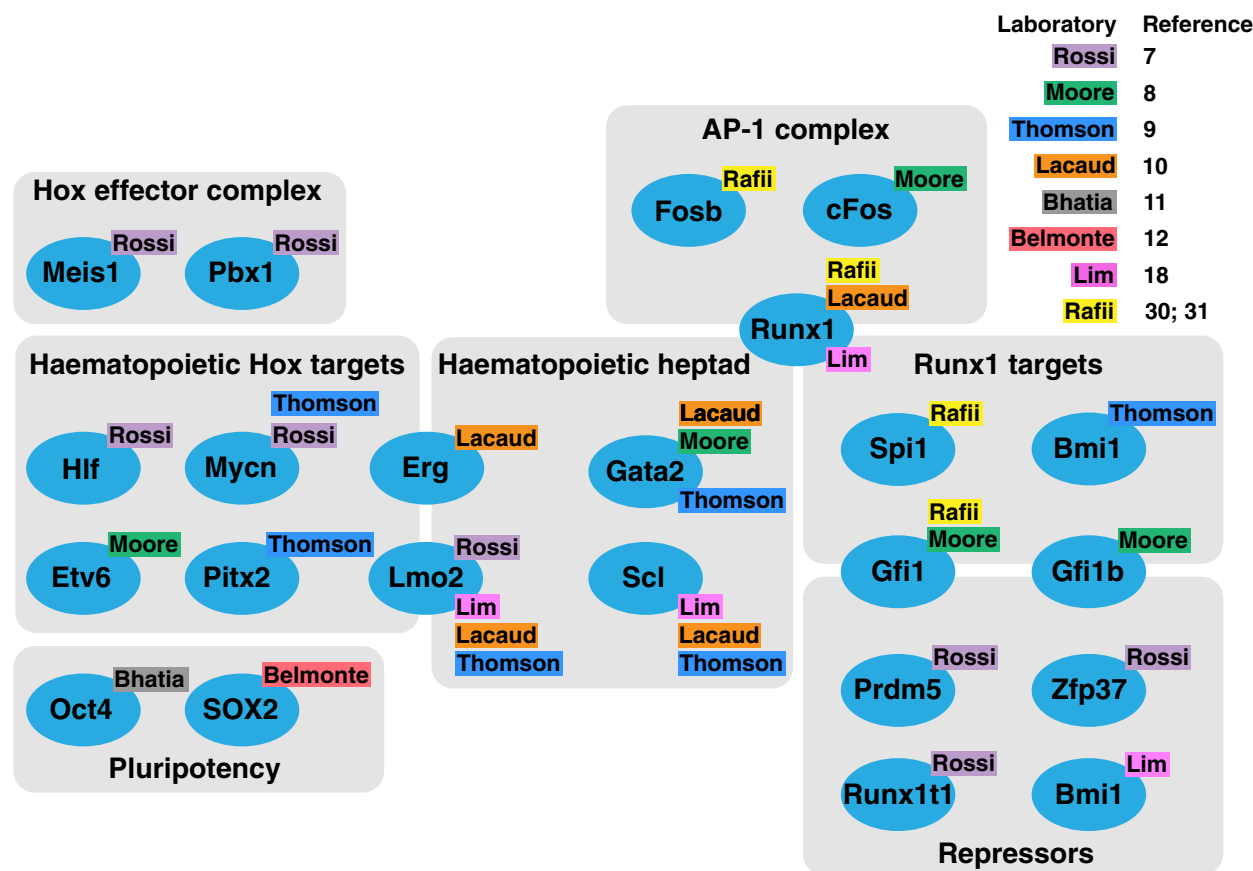 Laboratory Reference
Rossi 7
Moore 8
Thomson 9
Lacaud 10
Bhatia 11
Belmonte 12
Lim 18
Rafii 30; 31
AP-1 complex
Rafii
Fosb
Moore
cFos
Hox effector complex
Rossi
Meis1
Rossi
Pbx1
Rafii
Lacaud
Runx1
Lim
Haematopoietic Hox targets
Rossi
Hlf
Thomson
Rossi
Mycn
Moore
Etv6
Thomson
Pitx2
Haematopoietic heptad
Lacaud
Erg
Lacaud
Moore
Gata2
Thomson
Rossi
Lmo2
Lim
Lacaud
Thomson
Scl
Lim
Lacaud
Thomson
Runx1 targets
Rafii
Spi1
Thomson
Bmi1
Rafii
Moore
Gfi1
Moore
Gfi1b
Bhatia
Oct4
Belmonte
SOX2
Pluripotency
Rossi
Prdm5
Rossi
Zfp37
Rossi
Runx1t1
Lim
Bmi1
Repressors